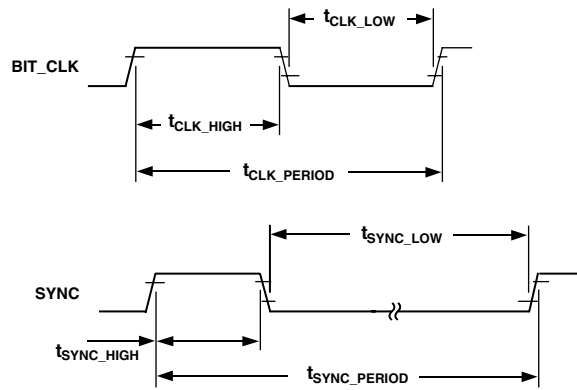 tCLK_LOW
BIT_CLK
tCLK_HIGH
tCLK_PERIOD
tSYNC_LOW
SYNC
tSYNC_HIGH
tSYNC_PERIOD